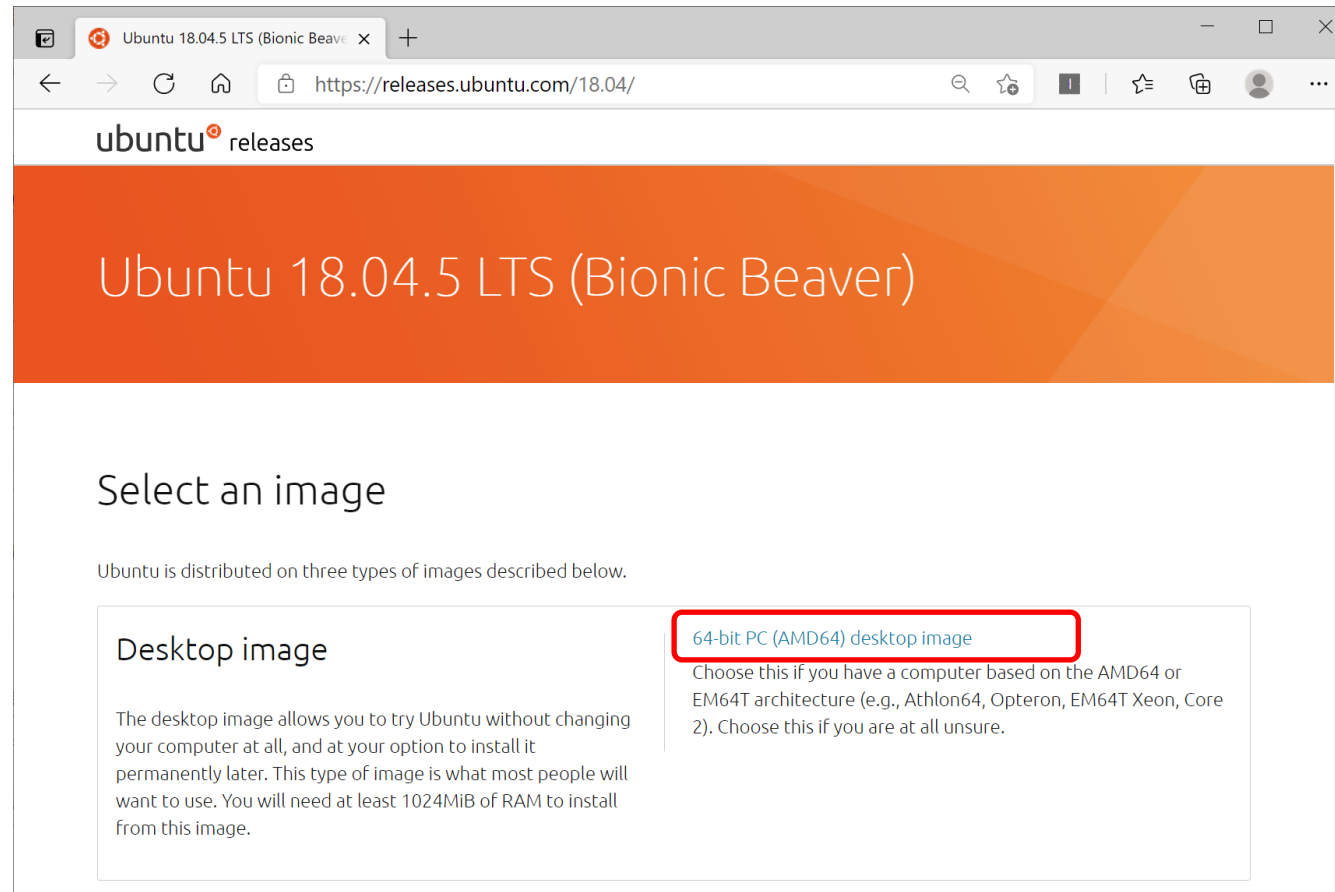 Ubuntu 18.04.5 LTS (Bionic Beave
https://releases.ubuntu.com/18.04/
I
ubuntu releases
Ubuntu 18.04.5 LTS (Bionic Beaver)
Select an image
Ubuntu is distributed on three types of images described below.
Desktop image
The desktop image allows you to try Ubuntu without changing
your computer at all, and at your option to install it
permanently later. This type of image is what most people will
want to use. You will need at least 1024MiB of RAM to install
from this image.
64-bit PC (AMD64) desktop image
Choose this if you have a computer based on the AMD64 or
EM64T architecture (e.g., Athlon64, Opteron, EM64T Xeon, Core
2). Choose this if you are at all unsure.